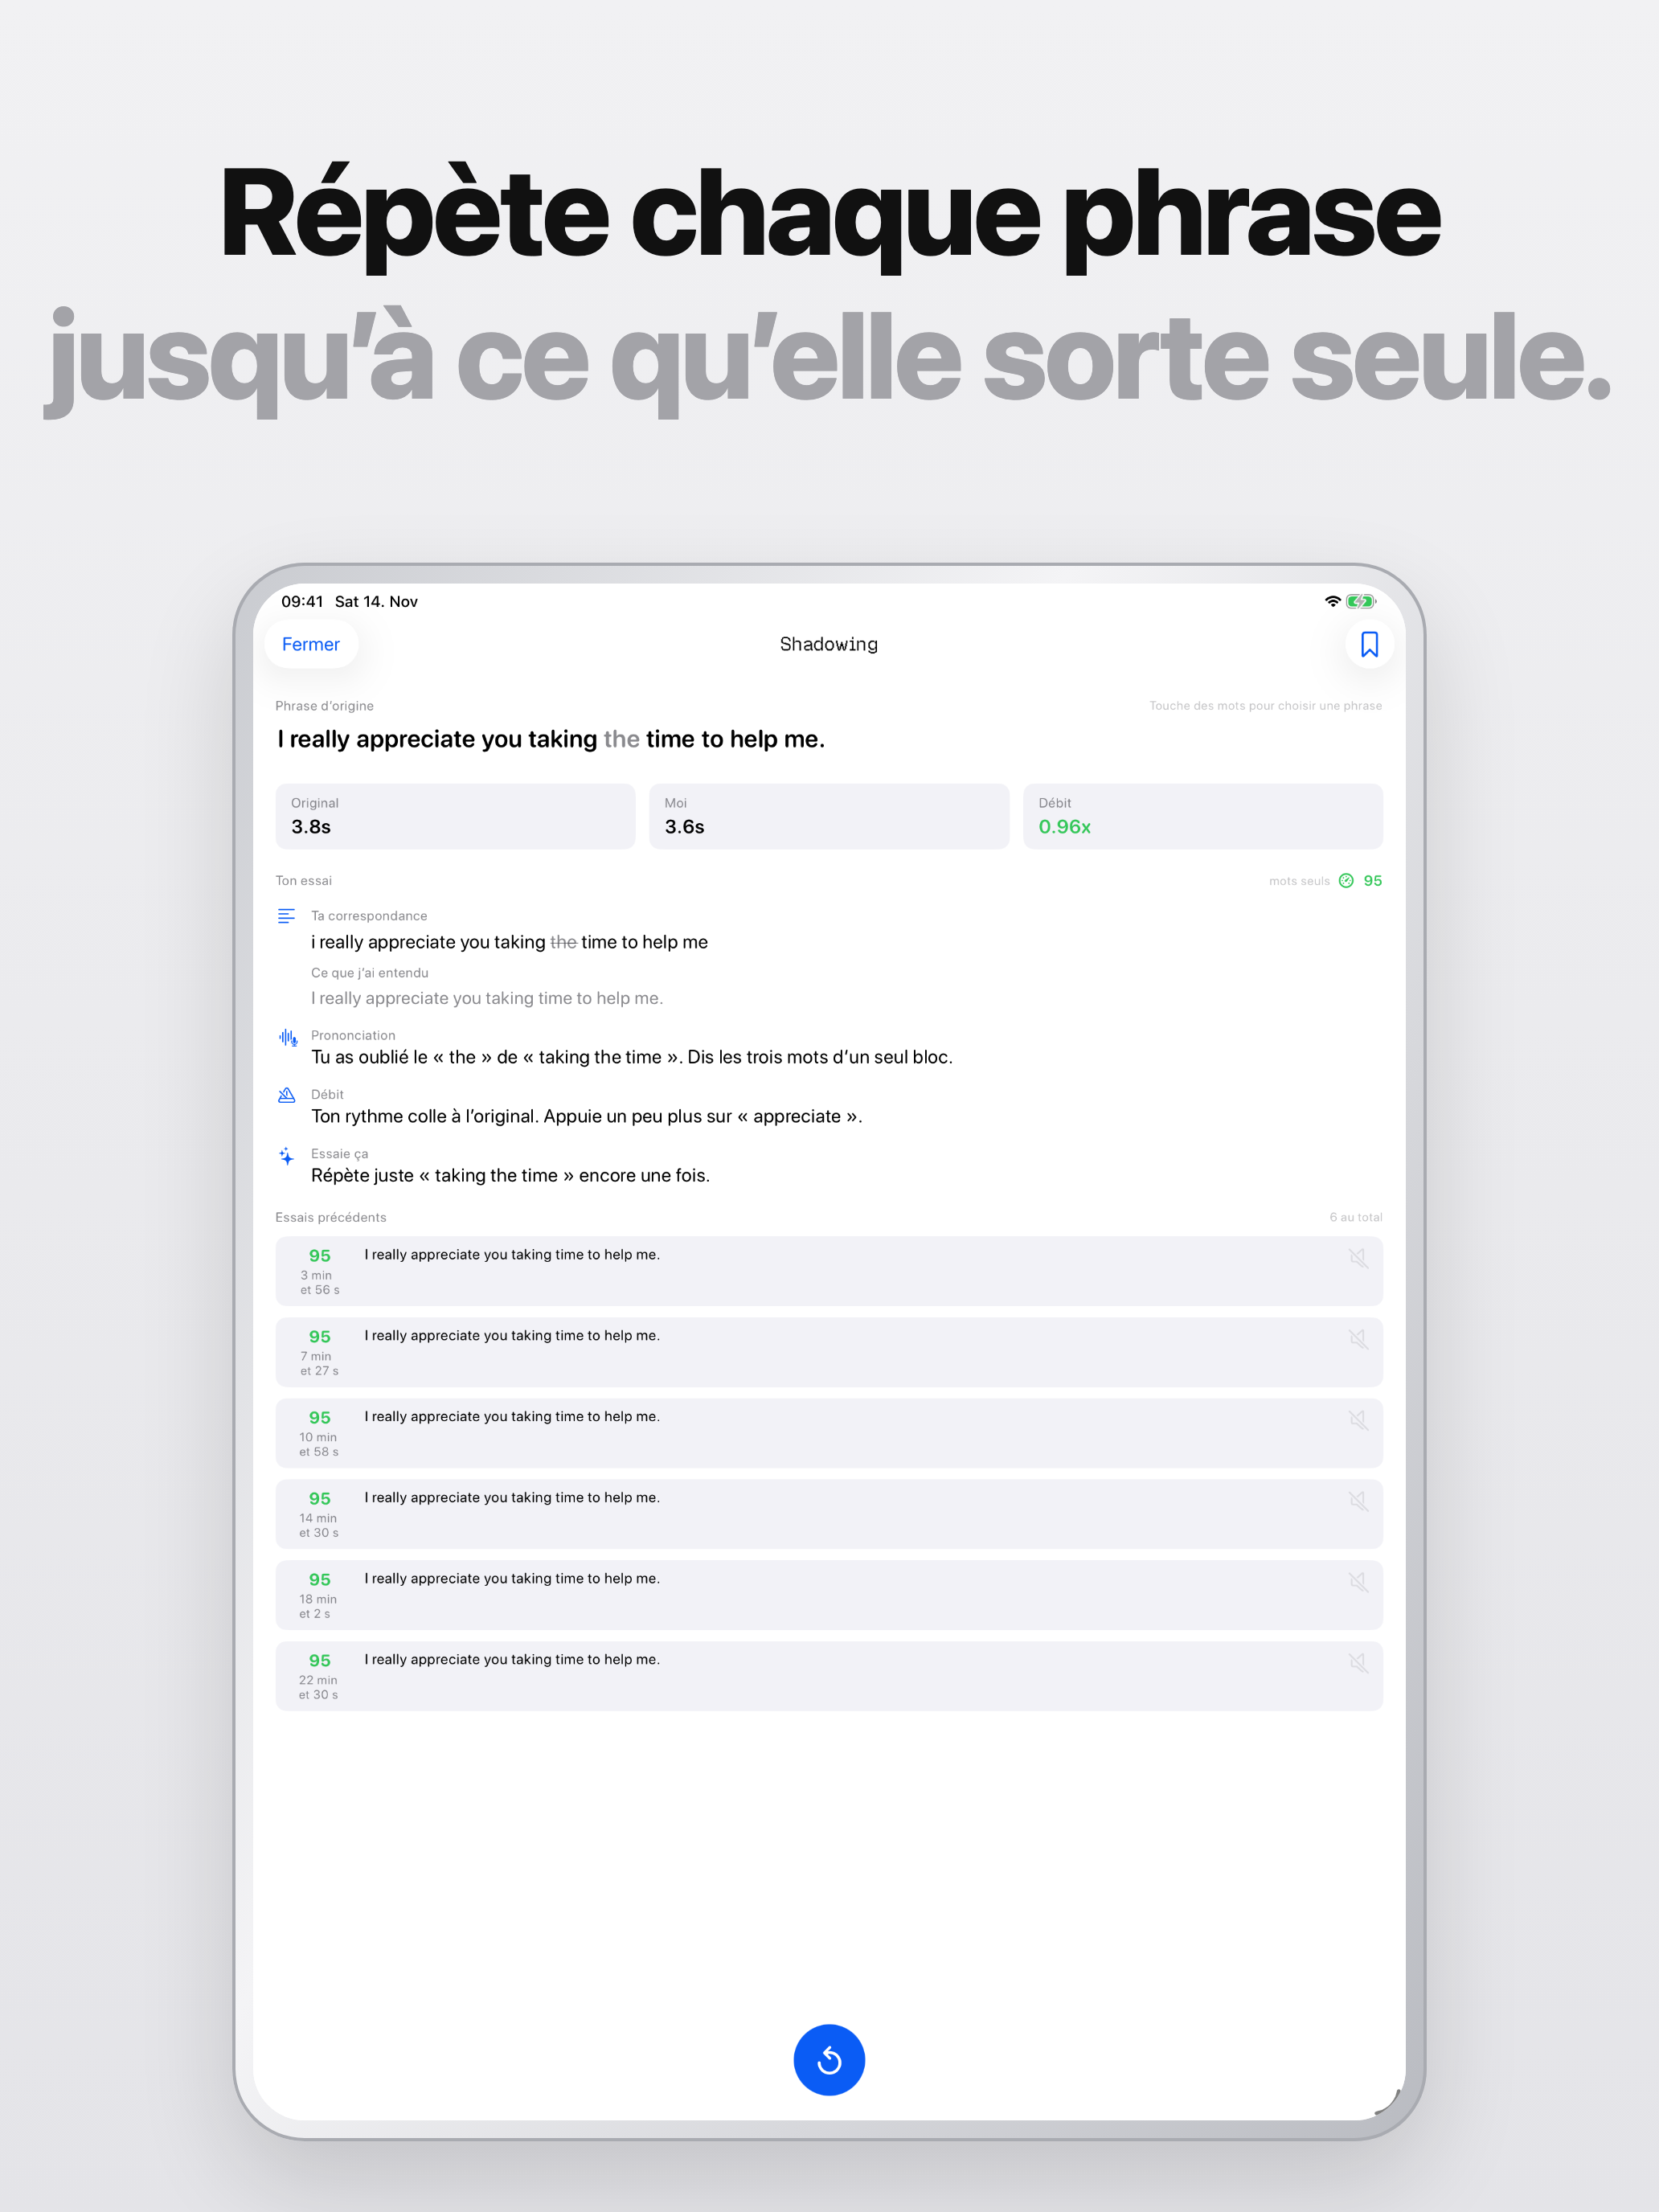 Répète chaque phrase
jusqu’à ce qu’elle sorte seule.
09:41 Sat 14. Nov
Fermer
Shadowing
Phrase d’origine
Touche des mots pour choisir une phrase
I really appreciate you taking the time to help me.
Original
3.8s
Moi
3.6s
Débit
0.96x
Ton essai
mots seuls 95
Ta correspondance
i really appreciate you taking the time to help me
Ce que j’ai entendu
I really appreciate you taking time to help me.
Prononciation
Tu as oublié le « the » de « taking the time ». Dis les trois mots d’un seul bloc.
Débit
Ton rythme colle à l’original. Appuie un peu plus sur « appreciate ».
Essaie ça
Répète juste « taking the time » encore une fois.
Essais précédents
6 au total
95
3 min
et 56 s
I really appreciate you taking time to help me.
95
7 min
et 27 s
I really appreciate you taking time to help me.
95
10 min
et 58 s
I really appreciate you taking time to help me.
95
14 min
et 30 s
I really appreciate you taking time to help me.
95
18 min
et 2 s
I really appreciate you taking time to help me.
95
22 min
et 30 s
I really appreciate you taking time to help me.